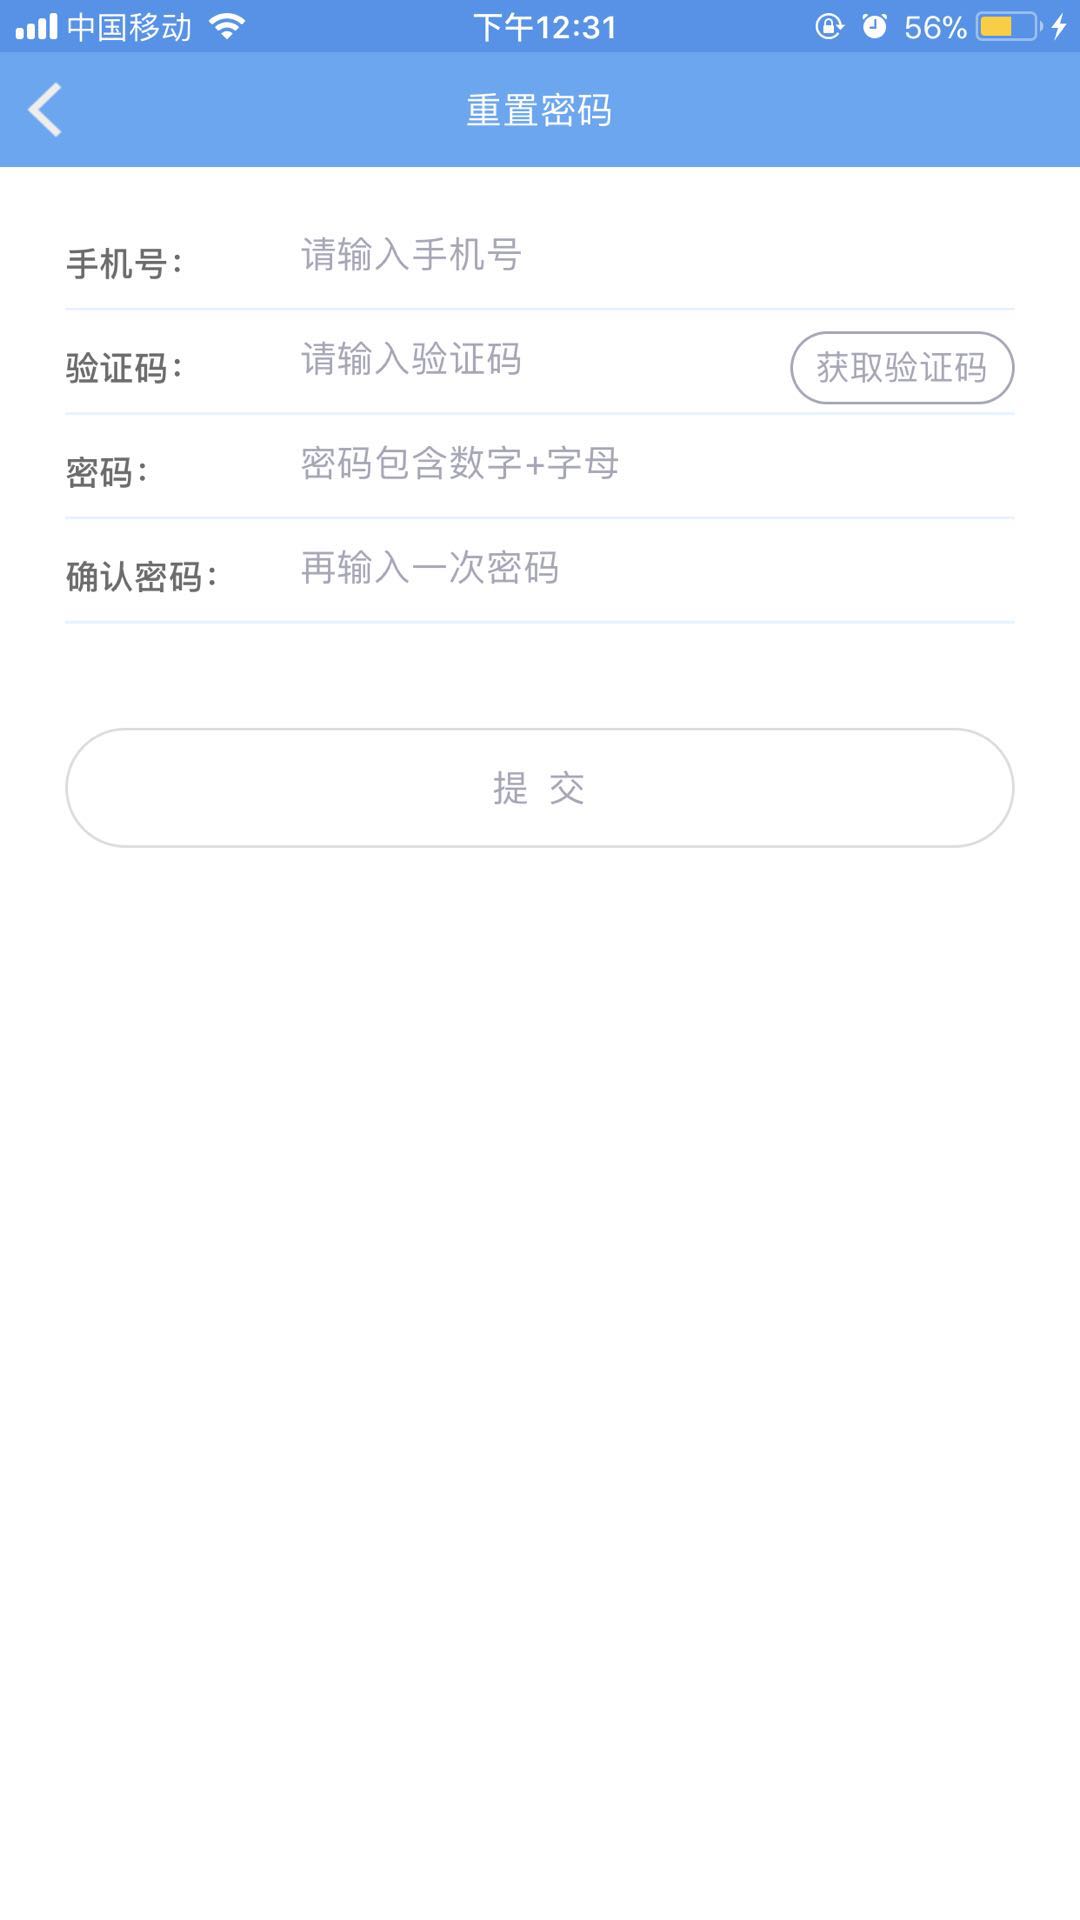 中国移动 下午12:31 56%
重置密码
手机号: 请输入手机号
验证码: 请输入验证码 获取验证码
密码: 密码包含数字+字母
确认密码: 再输入一次密码
提 交